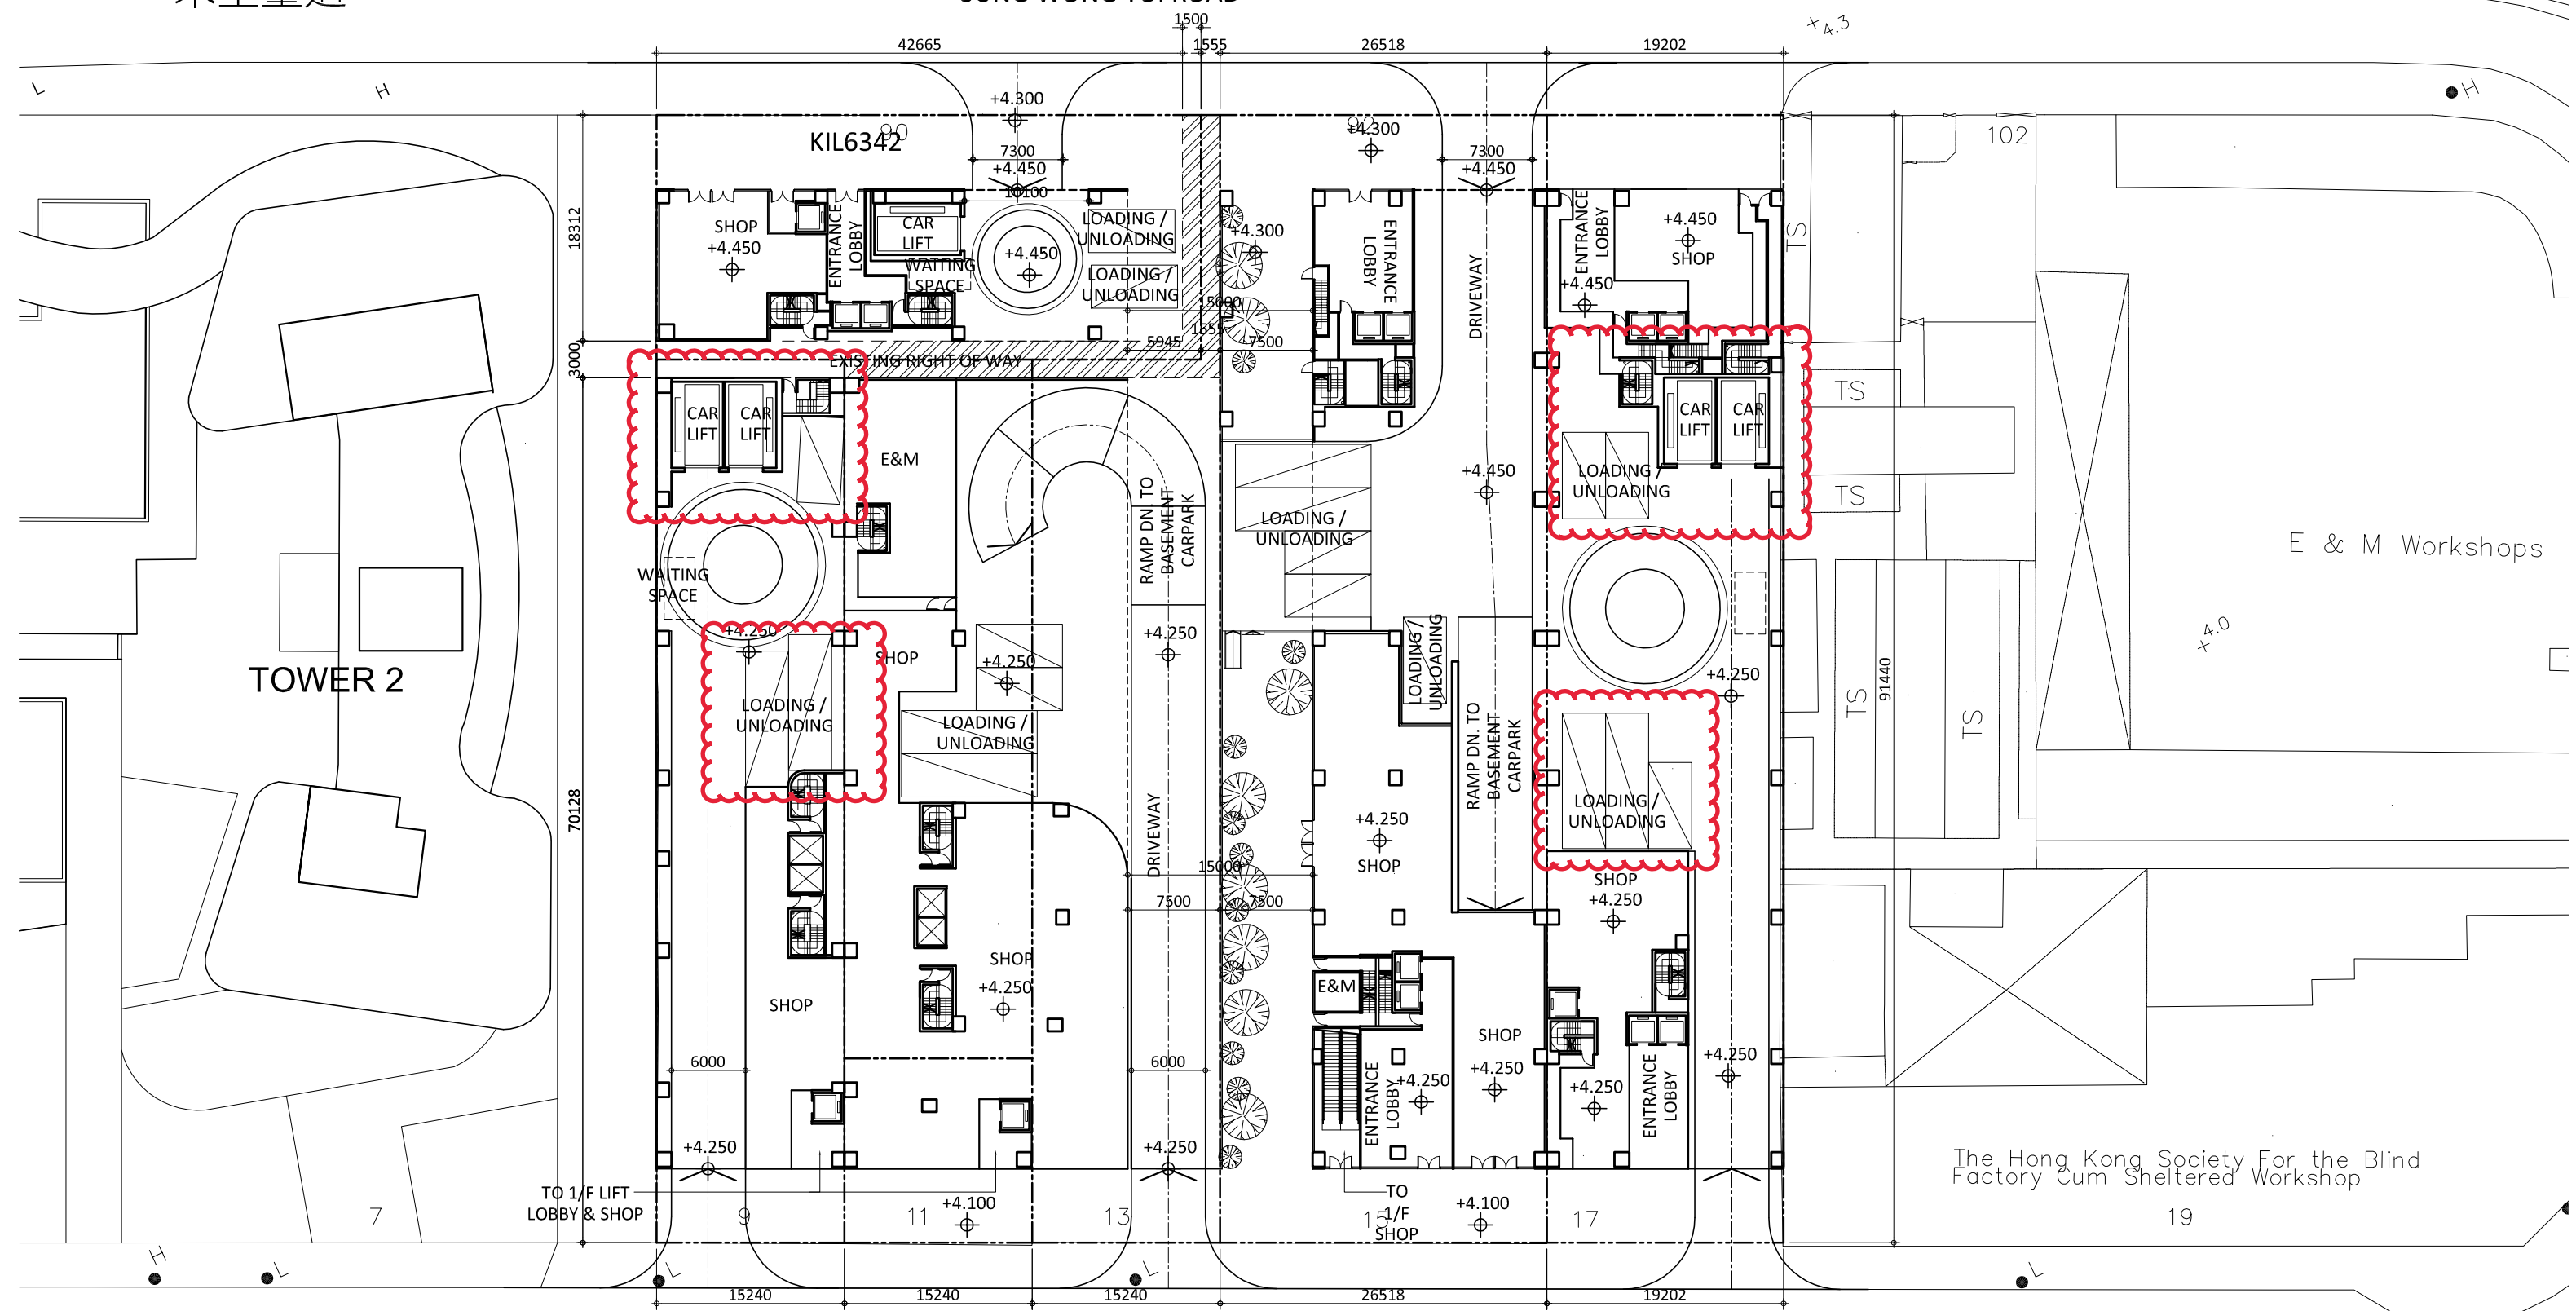 1500
42665
1555
26518
19202
+4.3
L
H
H
+4.300
90
KIL6342
+4.300
102
7300
+4.450
7300
+4.450
18312
SHOP
+4.450
ENTRANCE
LOBBY
CAR
LIFT
WAITING
SPACE
+4.450
LOADING /
UNLOADING
LOADING /
UNLOADING
+4.300
ENTRANCE
LOBBY
DRIVEWAY
ENTRANCE
LOBBY
+4.450
+4.450
SHOP
TS
15000
1555
5945
7500
3000
EXISTING RIGHT OF WAY
CAR
LIFT
CAR
LIFT
E&M
RAMP DN. TO
BASEMENT
CARPARK
LOADING /
UNLOADING
+4.450
LOADING /
UNLOADING
CAR
LIFT
CAR
LIFT
TS
TS
E & M Workshops
WAITING
SPACE
+4.250
SHOP
+4.250
+4.250
LOADING /
UNLOADING
+4.250
+4.0
TOWER 2
LOADING /
UNLOADING
LOADING /
UNLOADING
RAMP DN. TO
BASEMENT
CARPARK
91440
TS
TS
70128
DRIVEWAY
+4.250
SHOP
LOADING /
UNLOADING
15000
7500
7500
SHOP
+4.250
SHOP
SHOP
+4.250
E&M
SHOP
+4.250
6000
6000
ENTRANCE
LOBBY
+4.250
+4.250
ENTRANCE
LOBBY
+4.250
+4.250
+4.250
The Hong Kong Society For the Blind
Factory Cum Sheltered Workshop
TO 1/F LIFT
LOBBY & SHOP
+4.100
TO
1/F
SHOP
+4.100
7
9
11
13
15
17
19
H
L
L
L
L
15240
15240
15240
26518
19202